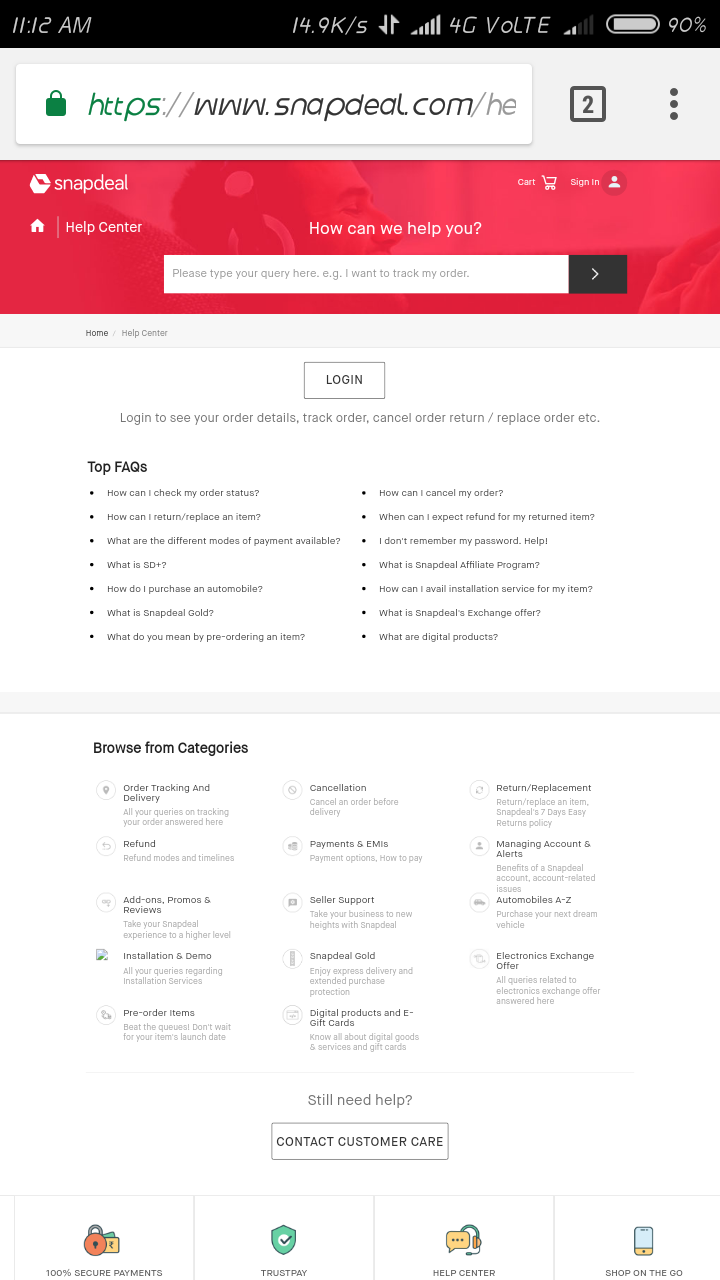 11:12 AM
14.9K/s 4G VoLTE 90%
https://www.snapdeal.com/he
2
snapdeal
Cart Sign In
Help Center
How can we help you?
Please type your query here. e.g. I want to track my order.
Home / Help Center
LOGIN
Login to see your order details, track order, cancel order return / replace order etc.
Top FAQs
How can I check my order status?
How can I cancel my order?
How can I return/replace an item?
When can I expect refund for my returned item?
What are the different modes of payment available?
I don't remember my password. Help!
What is SD+?
What is Snapdeal Affiliate Program?
How do I purchase an automobile?
How can I avail installation service for my item?
What is Snapdeal Gold?
What is Snapdeal's Exchange offer?
What do you mean by pre-ordering an item?
What are digital products?
Browse from Categories
Order Tracking And
Delivery
All your queries on tracking
your order answered here
Cancellation
Cancel an order before
delivery
Return/Replacement
Return/replace an item,
Snapdeal's 7 Days Easy
Returns policy
Refund
Refund modes and timelines
Payments & EMIs
Payment options, How to pay
Managing Account &
Alerts
Benefits of a Snapdeal
account, account-related
issues
Add-ons, Promos &
Reviews
Take your Snapdeal
experience to a higher level
Seller Support
Take your business to new
heights with Snapdeal
Automobiles A-Z
Purchase your next dream
vehicle
Installation & Demo
All your queries regarding
Installation Services
Snapdeal Gold
Enjoy express delivery and
extended purchase
protection
Electronics Exchange
Offer
All queries related to
electronics exchange offer
answered here
Pre-order Items
Beat the queues! Don't wait
for your item's launch date
Digital products and E-
Gift Cards
Know all about digital goods
& services and gift cards
Still need help?
CONTACT CUSTOMER CARE
100% SECURE PAYMENTS
TRUSTPAY
HELP CENTER
SHOP ON THE GO